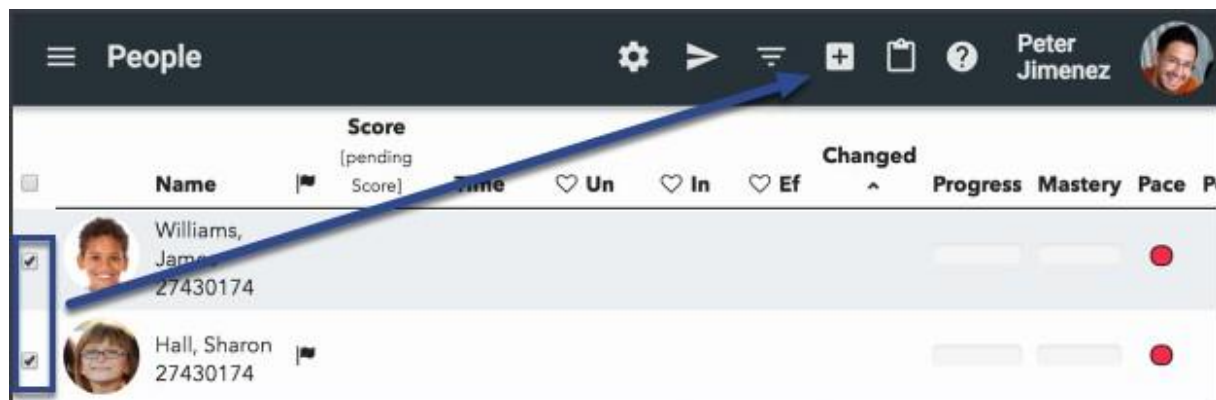 People
Peter
Jimenez
Score
[pending
Score]
Name
Time
Un
In
Ef
Changed
Progress
Mastery
Pace
Williams,
27430174
Hall, Sharon
27430174